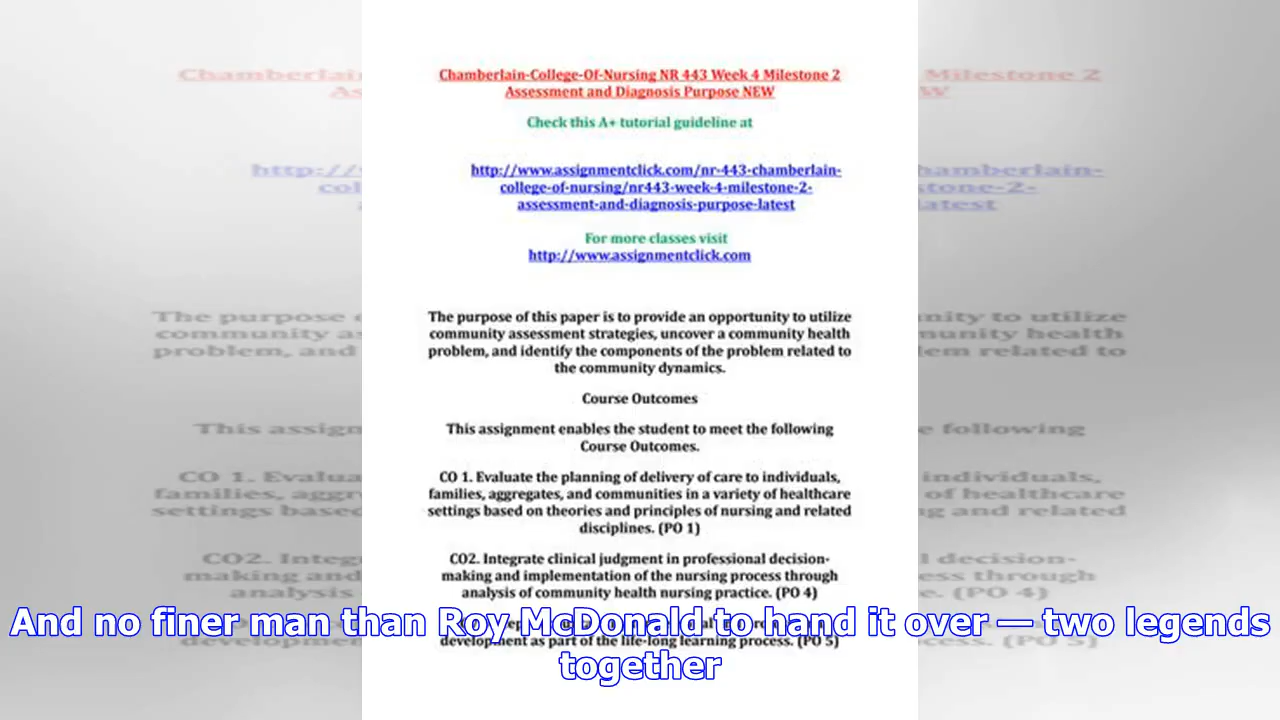 Chamberlain-College-Of-Nursing NR 443 Week 4 Milestone 2
Assessment and Diagnosis Purpose NEW
Check this A+ tutorial guideline at
http://www.assignmentclick.com/nr-443-chamberlain-
college-of-nursing/nr443-week-4-milestone-2-
assessment-and-diagnosis-purpose-latest
For more classes visit
http://www.assignmentclick.com
The purpose of this paper is to provide an opportunity to utilize
community assessment strategies, uncover a community health
problem, and identify the components of the problem related to
the community dynamics.
Course Outcomes
This assignment enables the student to meet the following
Course Outcomes.
CO 1. Evaluate the planning of delivery of care to individuals,
families, aggregates, and communities in a variety of healthcare
settings based on theories and principles of nursing and related
disciplines. (PO 1)
CO2. Integrate clinical judgment in professional decision-
making and implementation of the nursing process through
analysis of community health nursing practice. (PO 4)
development as part of the life-long learning process. (PO 5)
And no finer man than Roy McDonald to hand it over — two legends
together